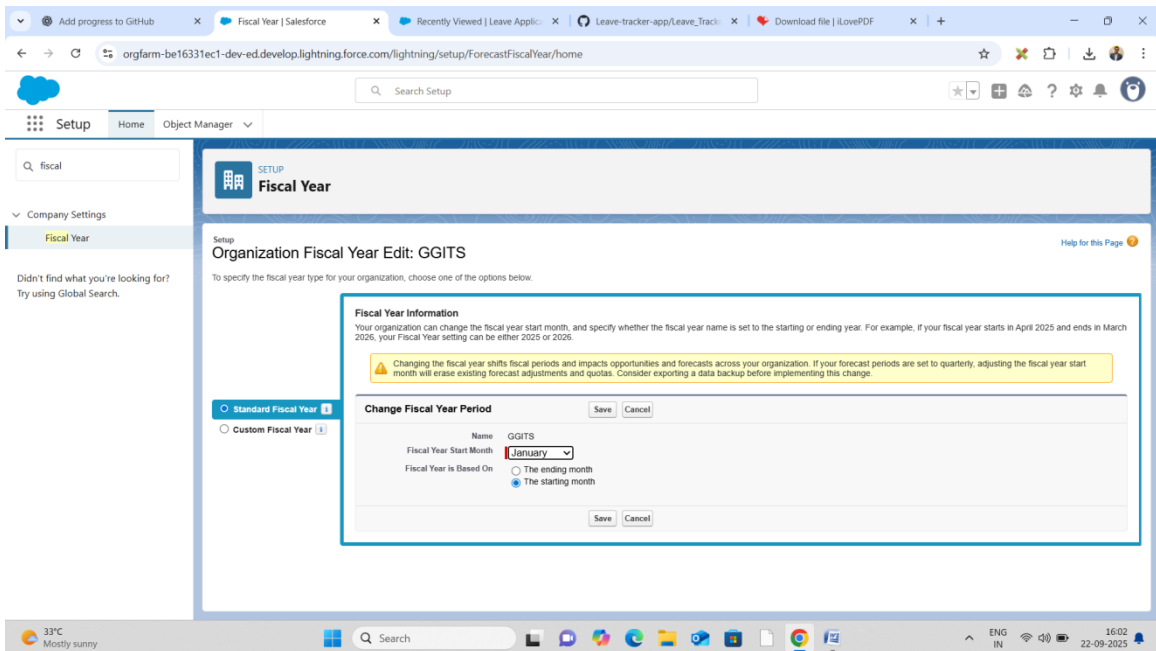 Add progress to GitHub
Fiscal Year | Salesforce
Recently Viewed | Leave Applic
Leave-tracker-app/Leave_Track
Download file | iLovePDF
orgfarm-be16331ec1-dev-ed.develop.lightning.force.com/lightning/setup/ForecastFiscalYear/home
Search Setup
Setup
Home
Object Manager
fiscal
Company Settings
Fiscal Year
Didn't find what you're looking for?
Try using Global Search.
SETUP
Fiscal Year
Setup
Organization Fiscal Year Edit: GGITS
Help for this Page
To specify the fiscal year type for your organization, choose one of the options below.
Standard Fiscal Year
Custom Fiscal Year
Fiscal Year Information
Your organization can change the fiscal year start month, and specify whether the fiscal year name is set to the starting or ending year. For example, if your fiscal year starts in April 2025 and ends in March
2026, your Fiscal Year setting can be either 2025 or 2026.
Changing the fiscal year shifts fiscal periods and impacts opportunities and forecasts across your organization. If your forecast periods are set to quarterly, adjusting the fiscal year start
month will erase existing forecast adjustments and quotas. Consider exporting a data backup before implementing this change.
Change Fiscal Year Period
Save
Cancel
Name GGITS
Fiscal Year Start Month January
Fiscal Year is Based On The ending month
The starting month
Save
Cancel
33°C
Mostly sunny
Search
ENG
IN
16:02
22-09-2025